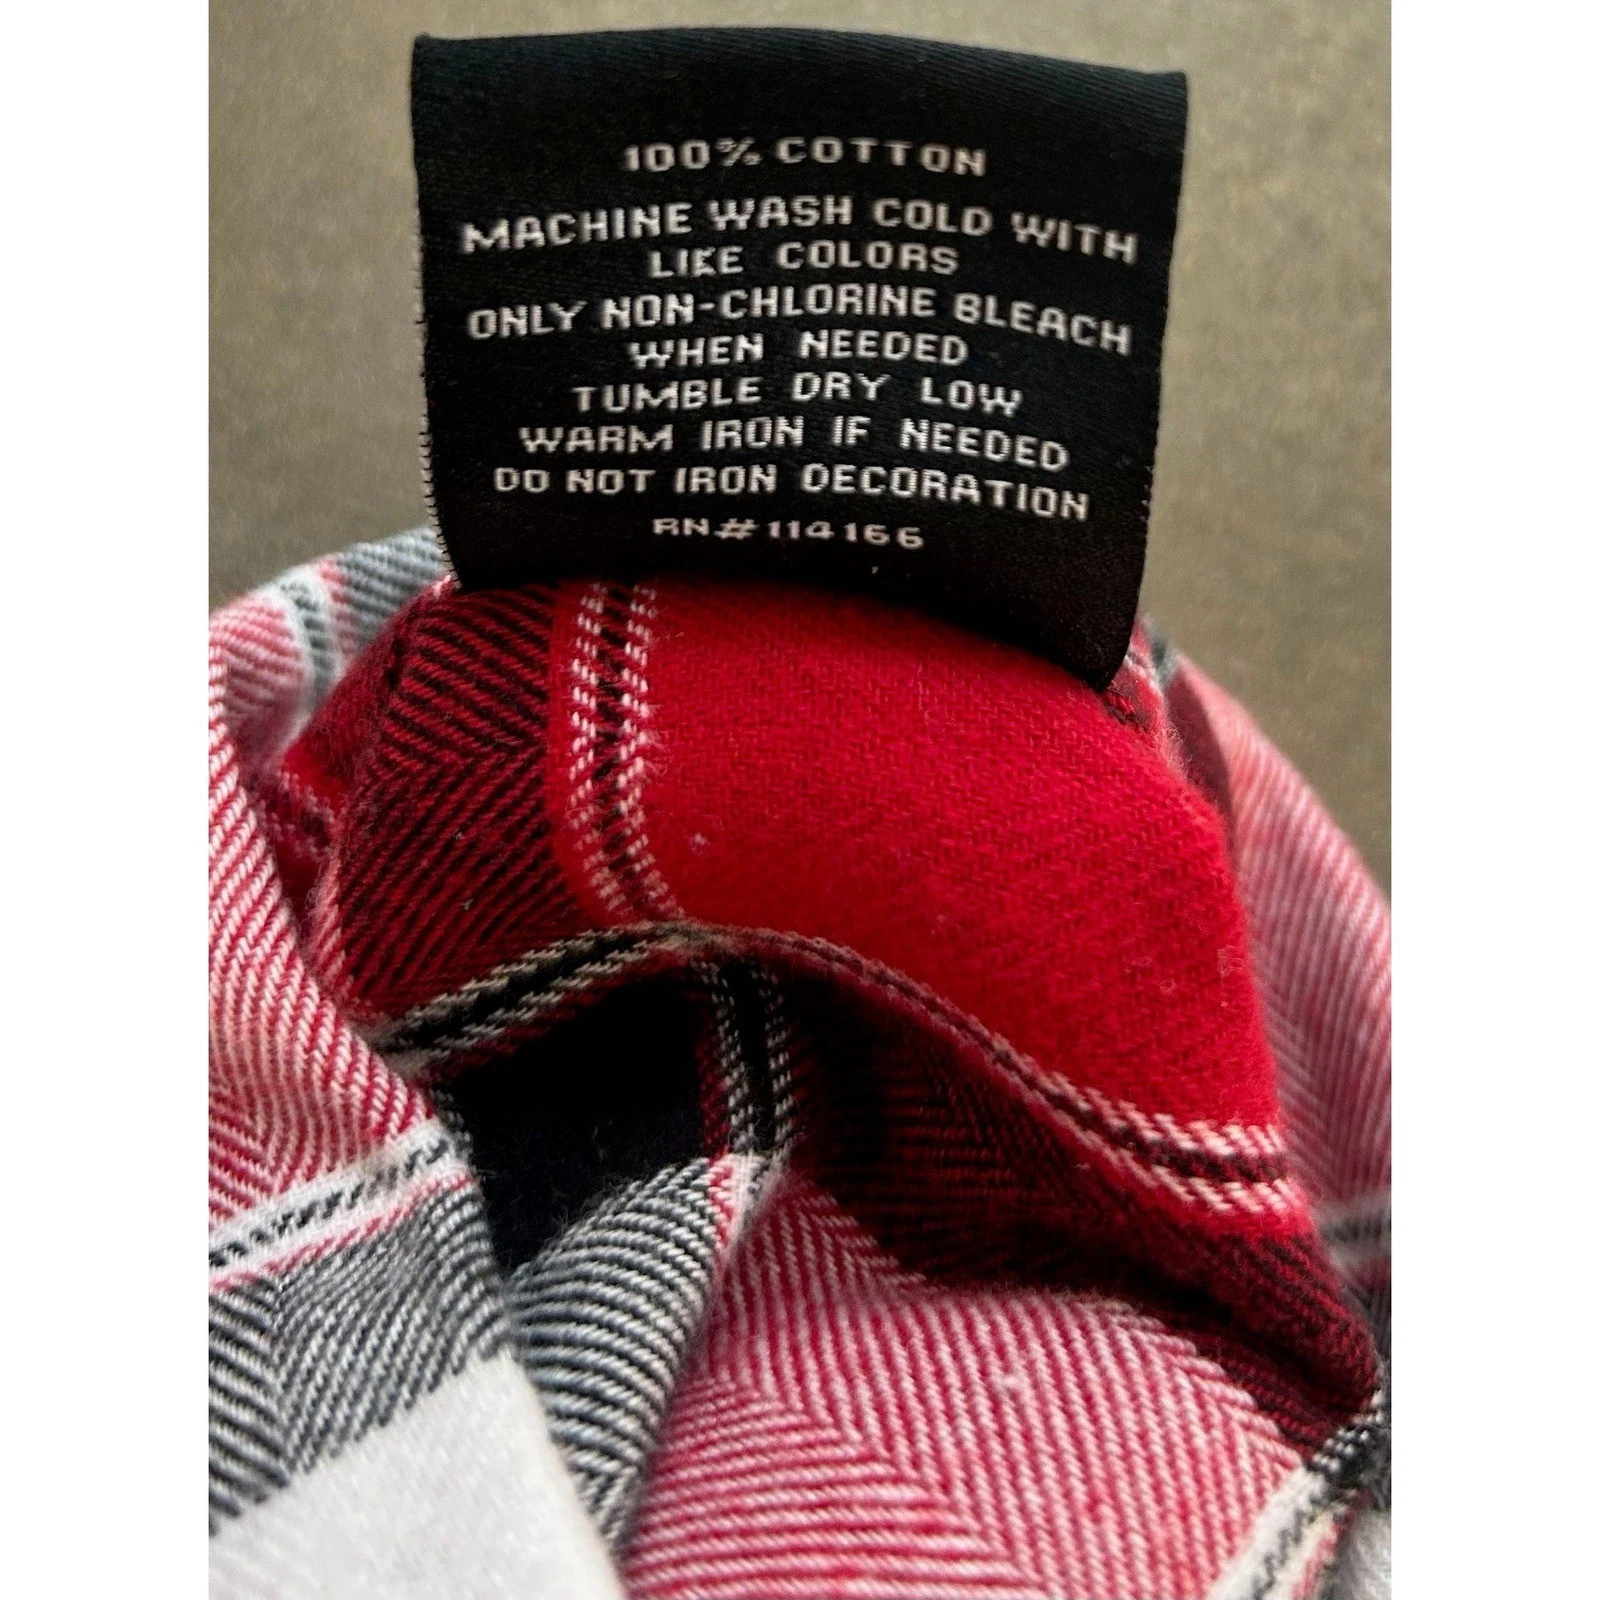 100% COTTON
MACHINE WASH COLD WITH
LIKE COLORS
ONLY NON-CHLORINE BLEACH
WHEN NEEDED
TUMBLE DRY LOW
WARM IRON IF NEEDED
DO NOT IRON DECORATION
RN#114166